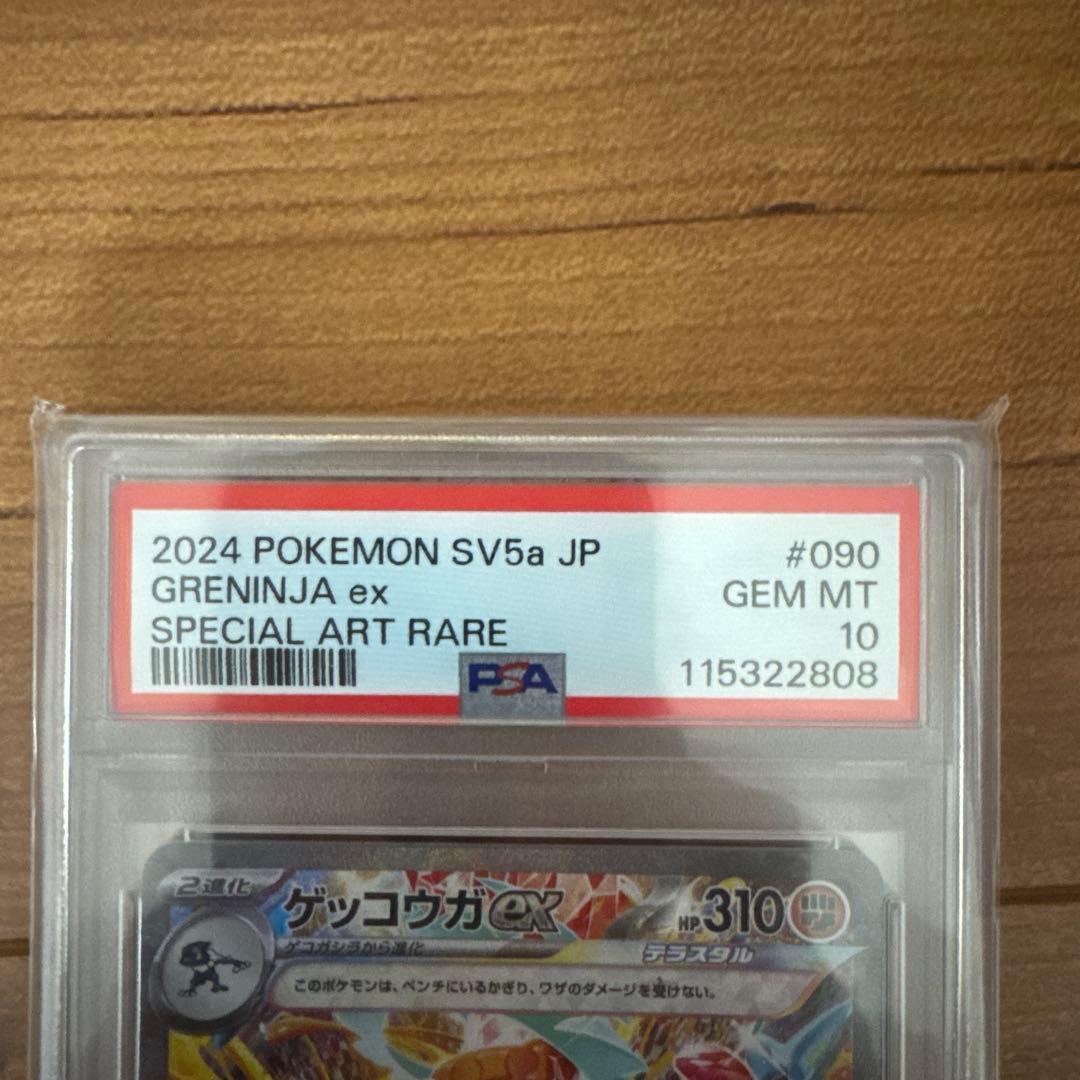 2024 POKEMON SV5a JP #090
GRENINJA ex GEM MT
SPECIAL ART RARE 10
PSA 115322808
2進化 ゲッコウガex HP 310
ゲコガシラから進化 テラスタル
このポケモンは、ベンチにいるかぎり、ワザのダメージを受けない。